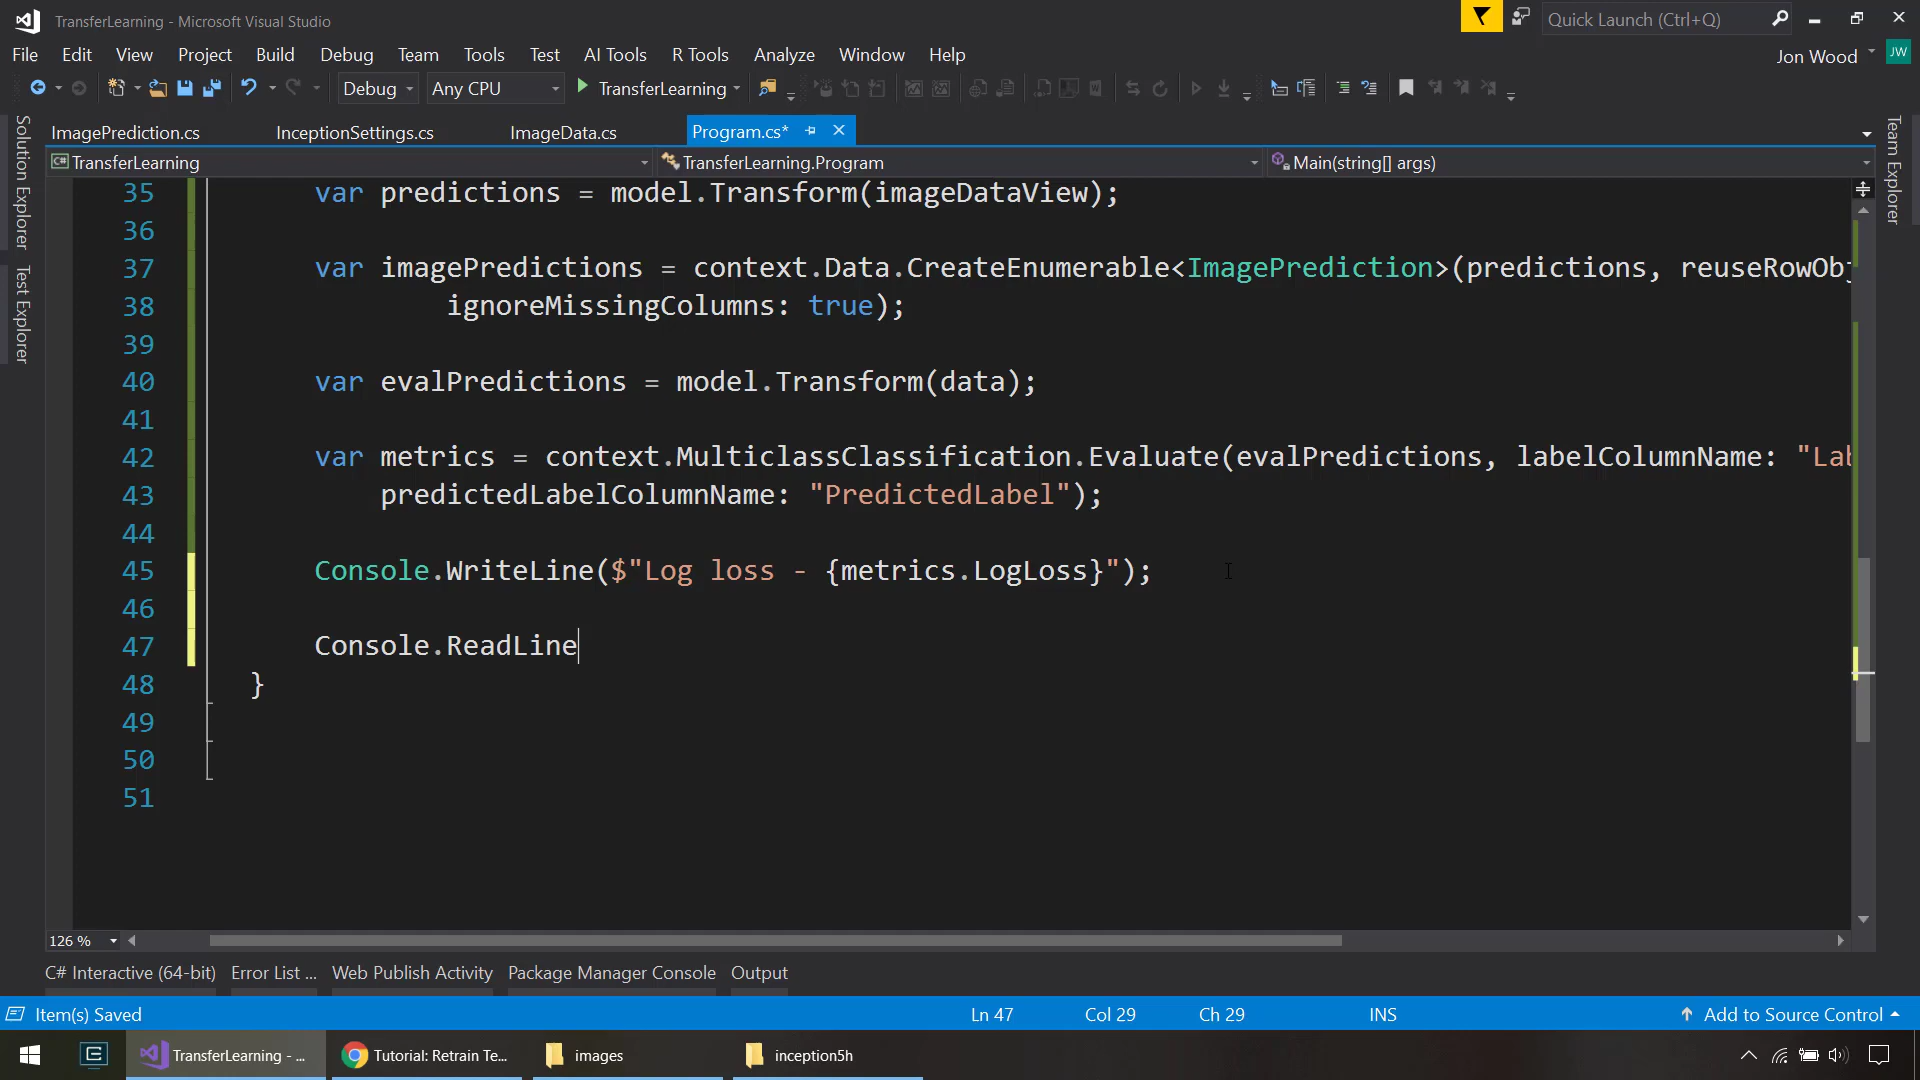 TransferLearning - Microsoft Visual Studio
Quick Launch (Ctrl+Q)
File Edit View Project Build Debug Team Tools Test AI Tools R Tools Analyze Window Help
Jon Wood JW
Debug Any CPU TransferLearning
ImagePrediction.cs InceptionSettings.cs ImageData.cs Program.cs*
TransferLearning TransferLearning.Program Main(string[] args)
Solution Explorer
Test Explorer
Team Explorer
35 var predictions = model.Transform(imageDataView);
36
37 var imagePredictions = context.Data.CreateEnumerable<ImagePrediction>(predictions, reuseRowObj
38 ignoreMissingColumns: true);
39
40 var evalPredictions = model.Transform(data);
41
42 var metrics = context.MulticlassClassification.Evaluate(evalPredictions, labelColumnName: "Lab
43 predictedLabelColumnName: "PredictedLabel");
44
45 Console.WriteLine($"Log loss - {metrics.LogLoss}");
46
47 Console.ReadLine
48 }
49
50
51
126 %
C# Interactive (64-bit) Error List ... Web Publish Activity Package Manager Console Output
Item(s) Saved Ln 47 Col 29 Ch 29 INS Add to Source Control
TransferLearning - ... Tutorial: Retrain Te... images inception5h